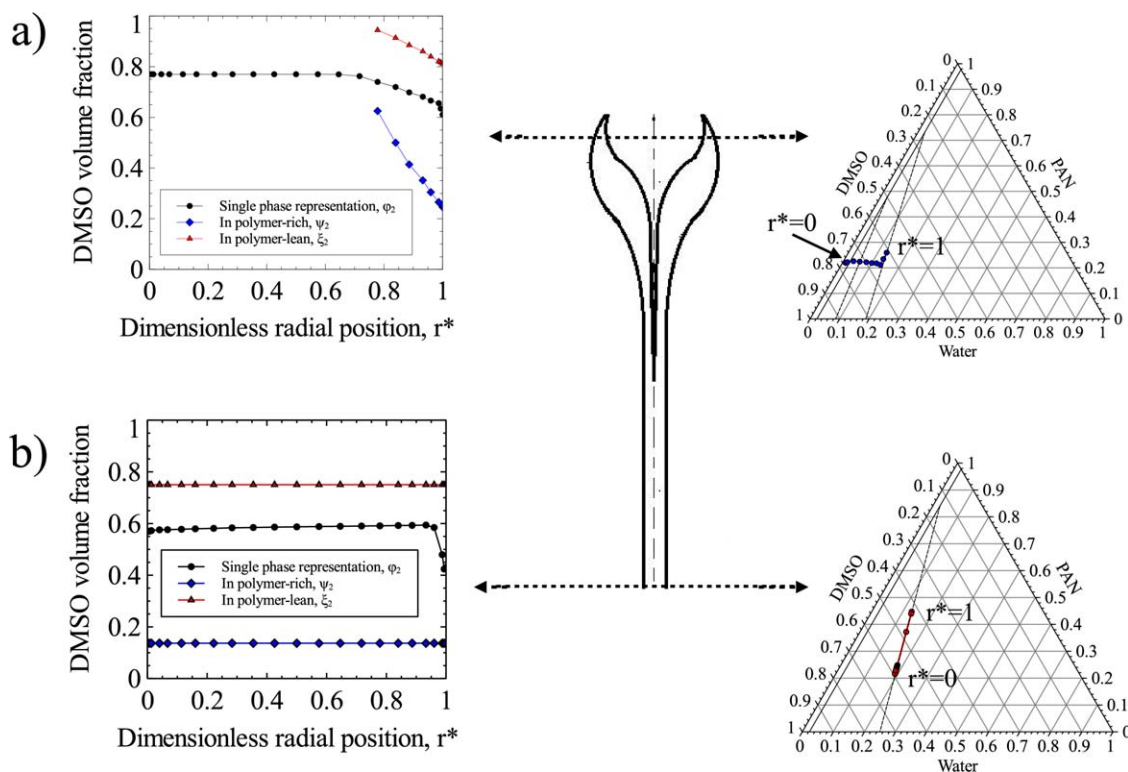 a)
DMSO volume fraction
1
0.8
0.6
0.4
0.2
0
Single phase representation, φ₂
In polymer-rich, ψ₂
In polymer-lean, ξ₂
0 0.2 0.4 0.6 0.8 1
Dimensionless radial position, r*
0 1
0.1 0.9
0.2 0.8
0.3 0.7
0.4 0.6
0.5 0.5
0.6 0.4
0.7 0.3
0.8 0.2
0.9 0.1
1 0
DMSO
PAN
r*=0
r*=1
0 0.1 0.2 0.3 0.4 0.5 0.6 0.7 0.8 0.9 1
Water
b)
DMSO volume fraction
1
0.8
0.6
0.4
0.2
0
Single phase representation, φ₂
In polymer-rich, ψ₂
In polymer-lean, ξ₂
0 0.2 0.4 0.6 0.8 1
Dimensionless radial position, r*
0 1
0.1 0.9
0.2 0.8
0.3 0.7
0.4 0.6
0.5 0.5
0.6 0.4
0.7 0.3
0.8 0.2
0.9 0.1
1 0
DMSO
PAN
r*=1
r*=0
0 0.1 0.2 0.3 0.4 0.5 0.6 0.7 0.8 0.9 1
Water